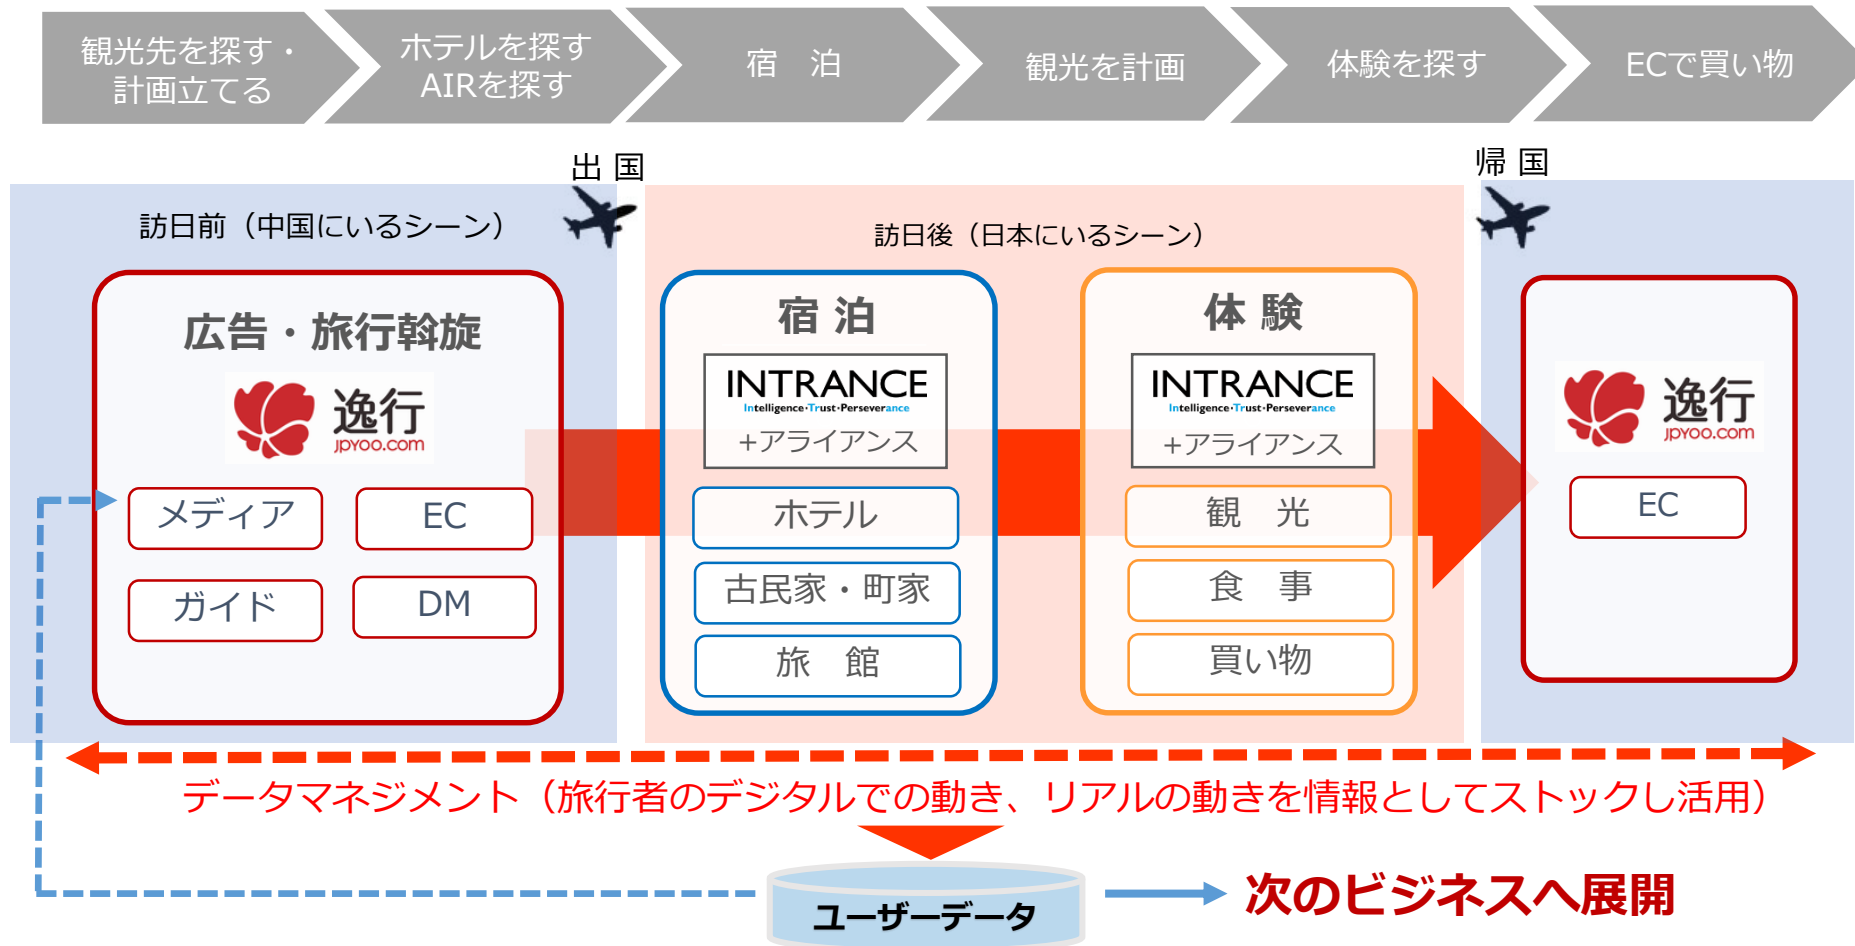 観光先を探す・
計画立てる
ホテルを探す
AIRを探す
宿　泊
観光を計画
体験を探す
ECで買い物
出 国
帰 国
訪日前（中国にいるシーン）
訪日後（日本にいるシーン）
広告・旅行斡旋
逸行
jpyoo.com
メディア
EC
ガイド
DM
宿 泊
INTRANCE
Intelligence・Trust・Perseverance
+アライアンス
ホテル
古民家・町家
旅　館
体 験
INTRANCE
Intelligence・Trust・Perseverance
+アライアンス
観　光
食　事
買い物
逸行
jpyoo.com
EC
データマネジメント（旅行者のデジタルでの動き、リアルの動きを情報としてストックし活用）
ユーザーデータ
次のビジネスへ展開